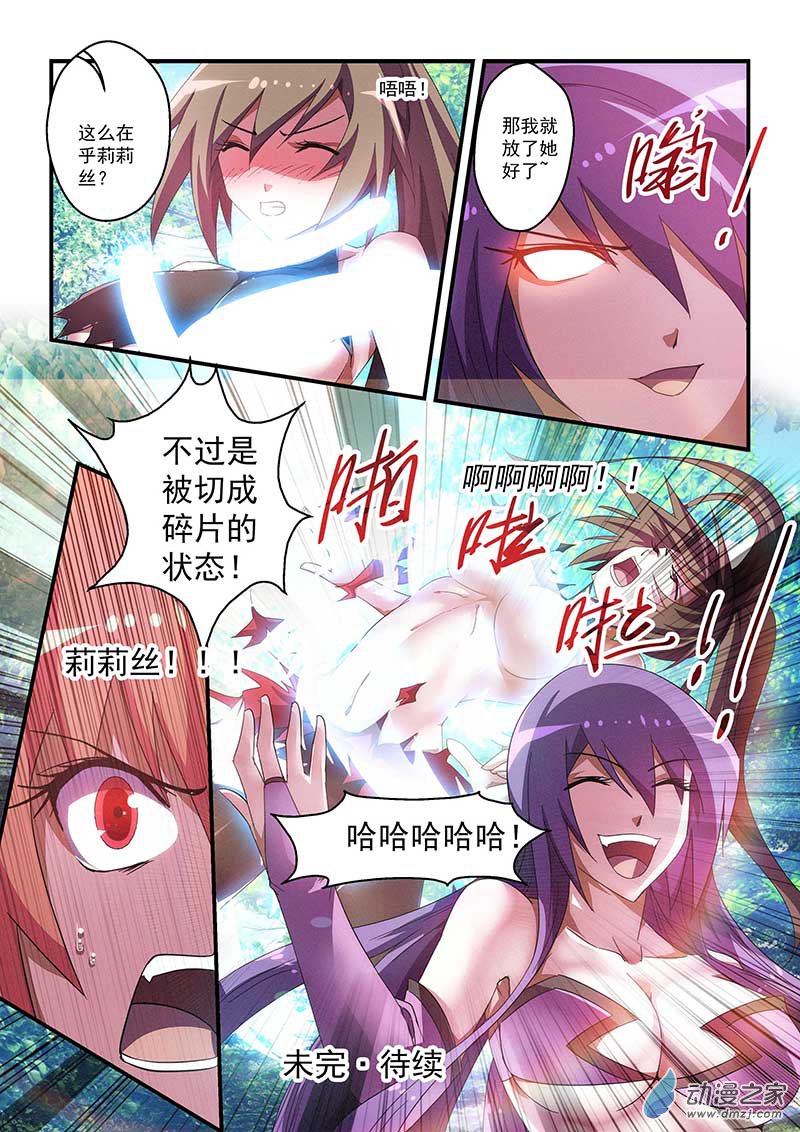 这么在
乎莉莉
丝？
唔唔！
那我就
放了她
好了~
不过是
被切成
碎片的
状态！
啪
啦
啦
啊啊啊啊！！
莉莉丝！！！
哈哈哈哈哈！
未完·待续
动漫之家
www.dmzj.com